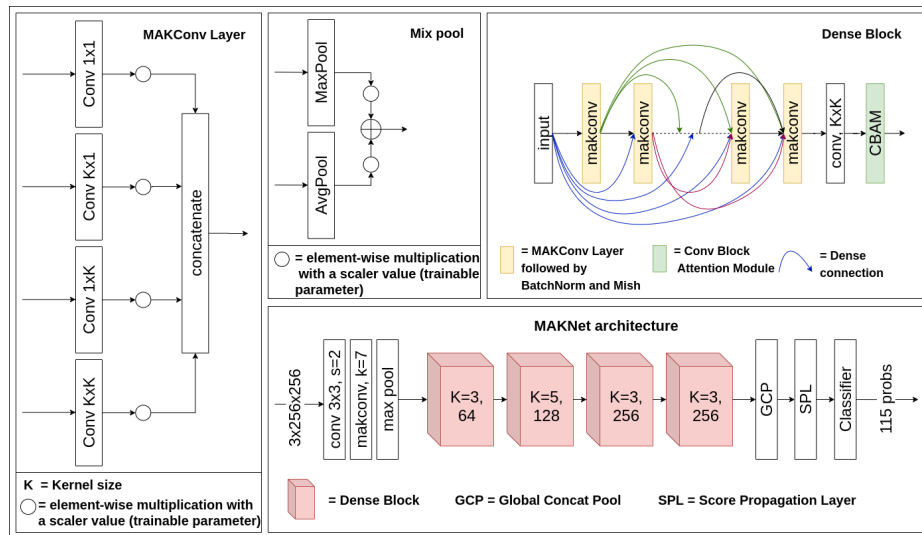 MAKConv Layer
Conv 1x1
Conv Kx1
Conv 1xK
Conv KxK
concatenate
K = Kernel size
= element-wise multiplication with
a scaler value (trainable parameter)
Mix pool
MaxPool
AvgPool
= element-wise multiplication
with a scaler value (trainable
parameter)
Dense Block
input
makconv
makconv
makconv
makconv
conv, KxK
CBAM
= MAKConv Layer
followed by
BatchNorm and Mish
= Conv Block
Attention Module
= Dense
connection
MAKNet architecture
3x256x256
conv 3x3, s=2
makconv, k=7
max pool
K=3,
64
K=5,
128
K=3,
256
K=3,
256
GCP
SPL
Classifier
115 probs
= Dense Block
GCP = Global Concat Pool
SPL = Score Propagation Layer